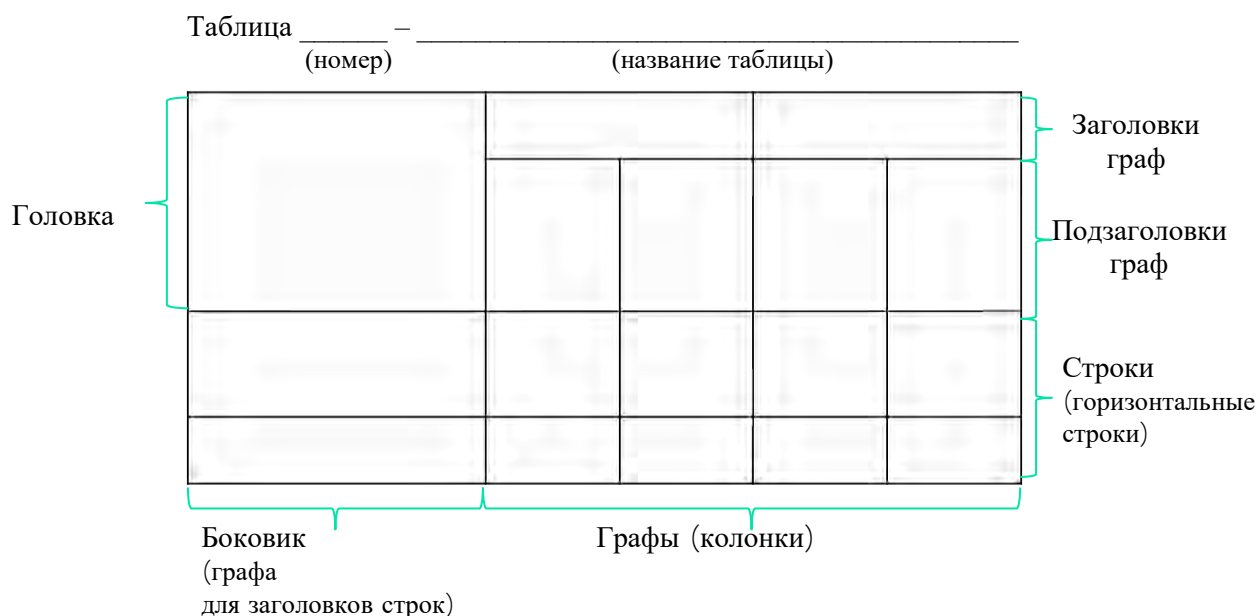 Таблица ______ – __________________________________________
(номер) (название таблицы)
Заголовки
граф
Головка
Подзаголовки
граф
Строки
(горизонтальные
строки)
Боковик
(графа
для заголовков строк)
Графы (колонки)